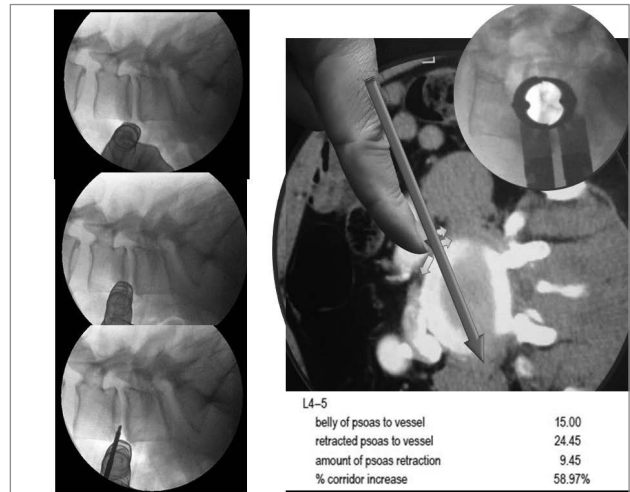 L4–5
belly of psoas to vessel 15.00
retracted psoas to vessel 24.45
amount of psoas retraction 9.45
% corridor increase 58.97%